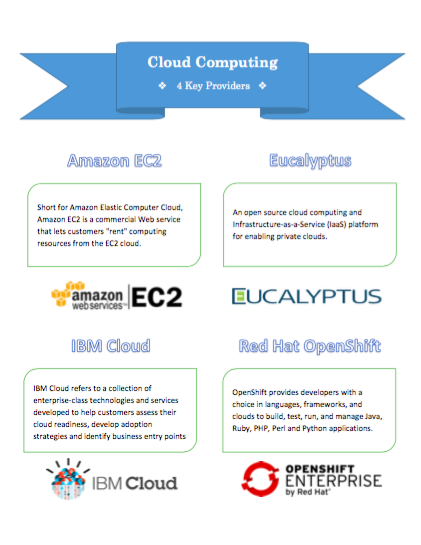 Cloud Computing
❖ 4 Key Providers ❖
Amazon EC2
Eucalyptus
Short for Amazon Elastic Computer Cloud,
Amazon EC2 is a commercial Web service
that lets customers "rent" computing
resources from the EC2 cloud.
An open source cloud computing and
Infrastructure-as-a-Service (IaaS) platform
for enabling private clouds.
amazon
webservices™
EC2
EUCALYPTUS
IBM Cloud
Red Hat OpenShift
IBM Cloud refers to a collection of
enterprise-class technologies and services
developed to help customers assess their
cloud readiness, develop adoption
strategies and identify business entry points
OpenShift provides developers with a
choice in languages, frameworks, and
clouds to build, test, run, and manage Java,
Ruby, PHP, Perl and Python applications.
IBM Cloud
OPENSHIFT
ENTERPRISE
by Red Hat®